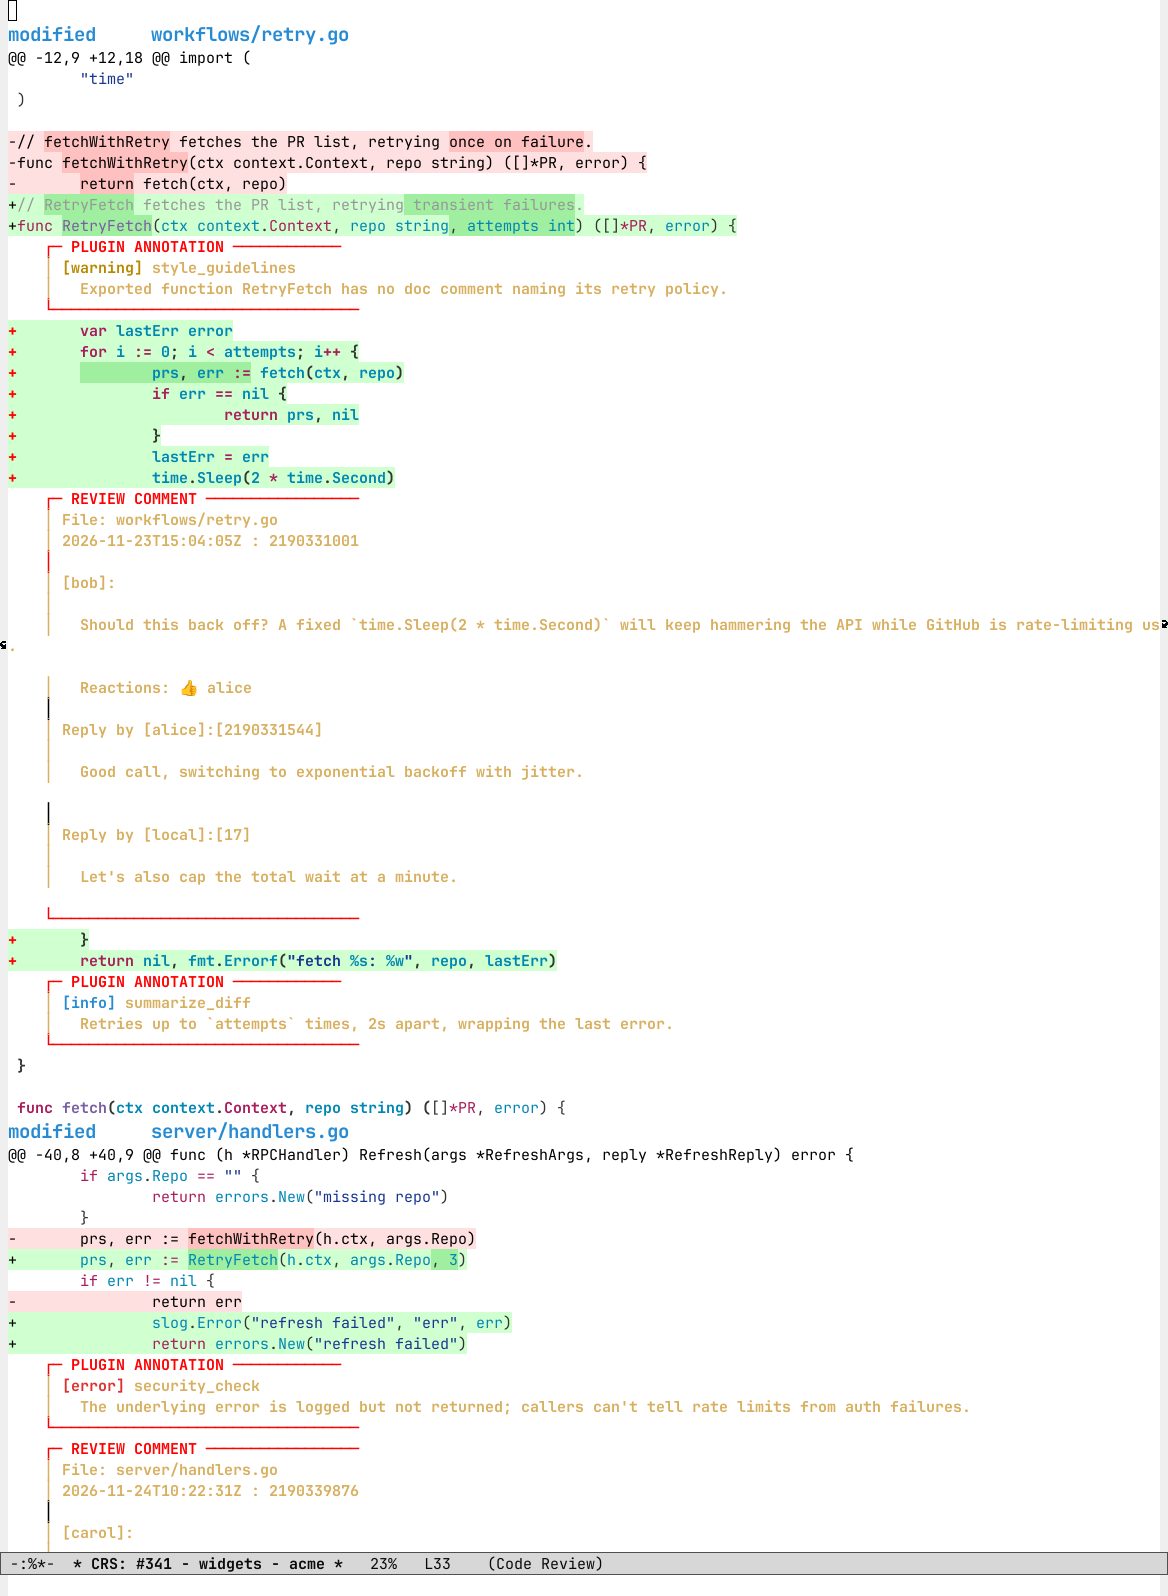 modified     workflows/retry.go
@@ -12,9 +12,18 @@ import (
        "time"
 )
-// fetchWithRetry fetches the PR list, retrying once on failure.
-func fetchWithRetry(ctx context.Context, repo string) ([]*PR, error) {
-       return fetch(ctx, repo)
+// RetryFetch fetches the PR list, retrying transient failures.
+func RetryFetch(ctx context.Context, repo string, attempts int) ([]*PR, error) {
    ┌─ PLUGIN ANNOTATION ────────────
    │ [warning] style_guidelines
    │   Exported function RetryFetch has no doc comment naming its retry policy.
    └──────────────────────────────────
+       var lastErr error
+       for i := 0; i < attempts; i++ {
+               prs, err := fetch(ctx, repo)
+               if err == nil {
+                       return prs, nil
+               }
+               lastErr = err
+               time.Sleep(2 * time.Second)
    ┌─ REVIEW COMMENT ─────────────────
    │ File: workflows/retry.go
    │ 2026-11-23T15:04:05Z : 2190331001
    │
    │ [bob]:
    │
    │   Should this back off? A fixed `time.Sleep(2 * time.Second)` will keep hammering the API while GitHub is rate-limiting us
.
    │   Reactions: 👍 alice
    │
    │ Reply by [alice]:[2190331544]
    │
    │   Good call, switching to exponential backoff with jitter.
    │
    │ Reply by [local]:[17]
    │
    │   Let's also cap the total wait at a minute.
    └──────────────────────────────────
+       }
+       return nil, fmt.Errorf("fetch %s: %w", repo, lastErr)
    ┌─ PLUGIN ANNOTATION ────────────
    │ [info] summarize_diff
    │   Retries up to `attempts` times, 2s apart, wrapping the last error.
    └──────────────────────────────────
 }
 func fetch(ctx context.Context, repo string) ([]*PR, error) {
modified     server/handlers.go
@@ -40,8 +40,9 @@ func (h *RPCHandler) Refresh(args *RefreshArgs, reply *RefreshReply) error {
        if args.Repo == "" {
                return errors.New("missing repo")
        }
-       prs, err := fetchWithRetry(h.ctx, args.Repo)
+       prs, err := RetryFetch(h.ctx, args.Repo, 3)
        if err != nil {
-               return err
+               slog.Error("refresh failed", "err", err)
+               return errors.New("refresh failed")
    ┌─ PLUGIN ANNOTATION ────────────
    │ [error] security_check
    │   The underlying error is logged but not returned; callers can't tell rate limits from auth failures.
    └──────────────────────────────────
    ┌─ REVIEW COMMENT ─────────────────
    │ File: server/handlers.go
    │ 2026-11-24T10:22:31Z : 2190339876
    │
    │ [carol]:
-:%*-  * CRS: #341 - widgets - acme *   23%   L33    (Code Review)